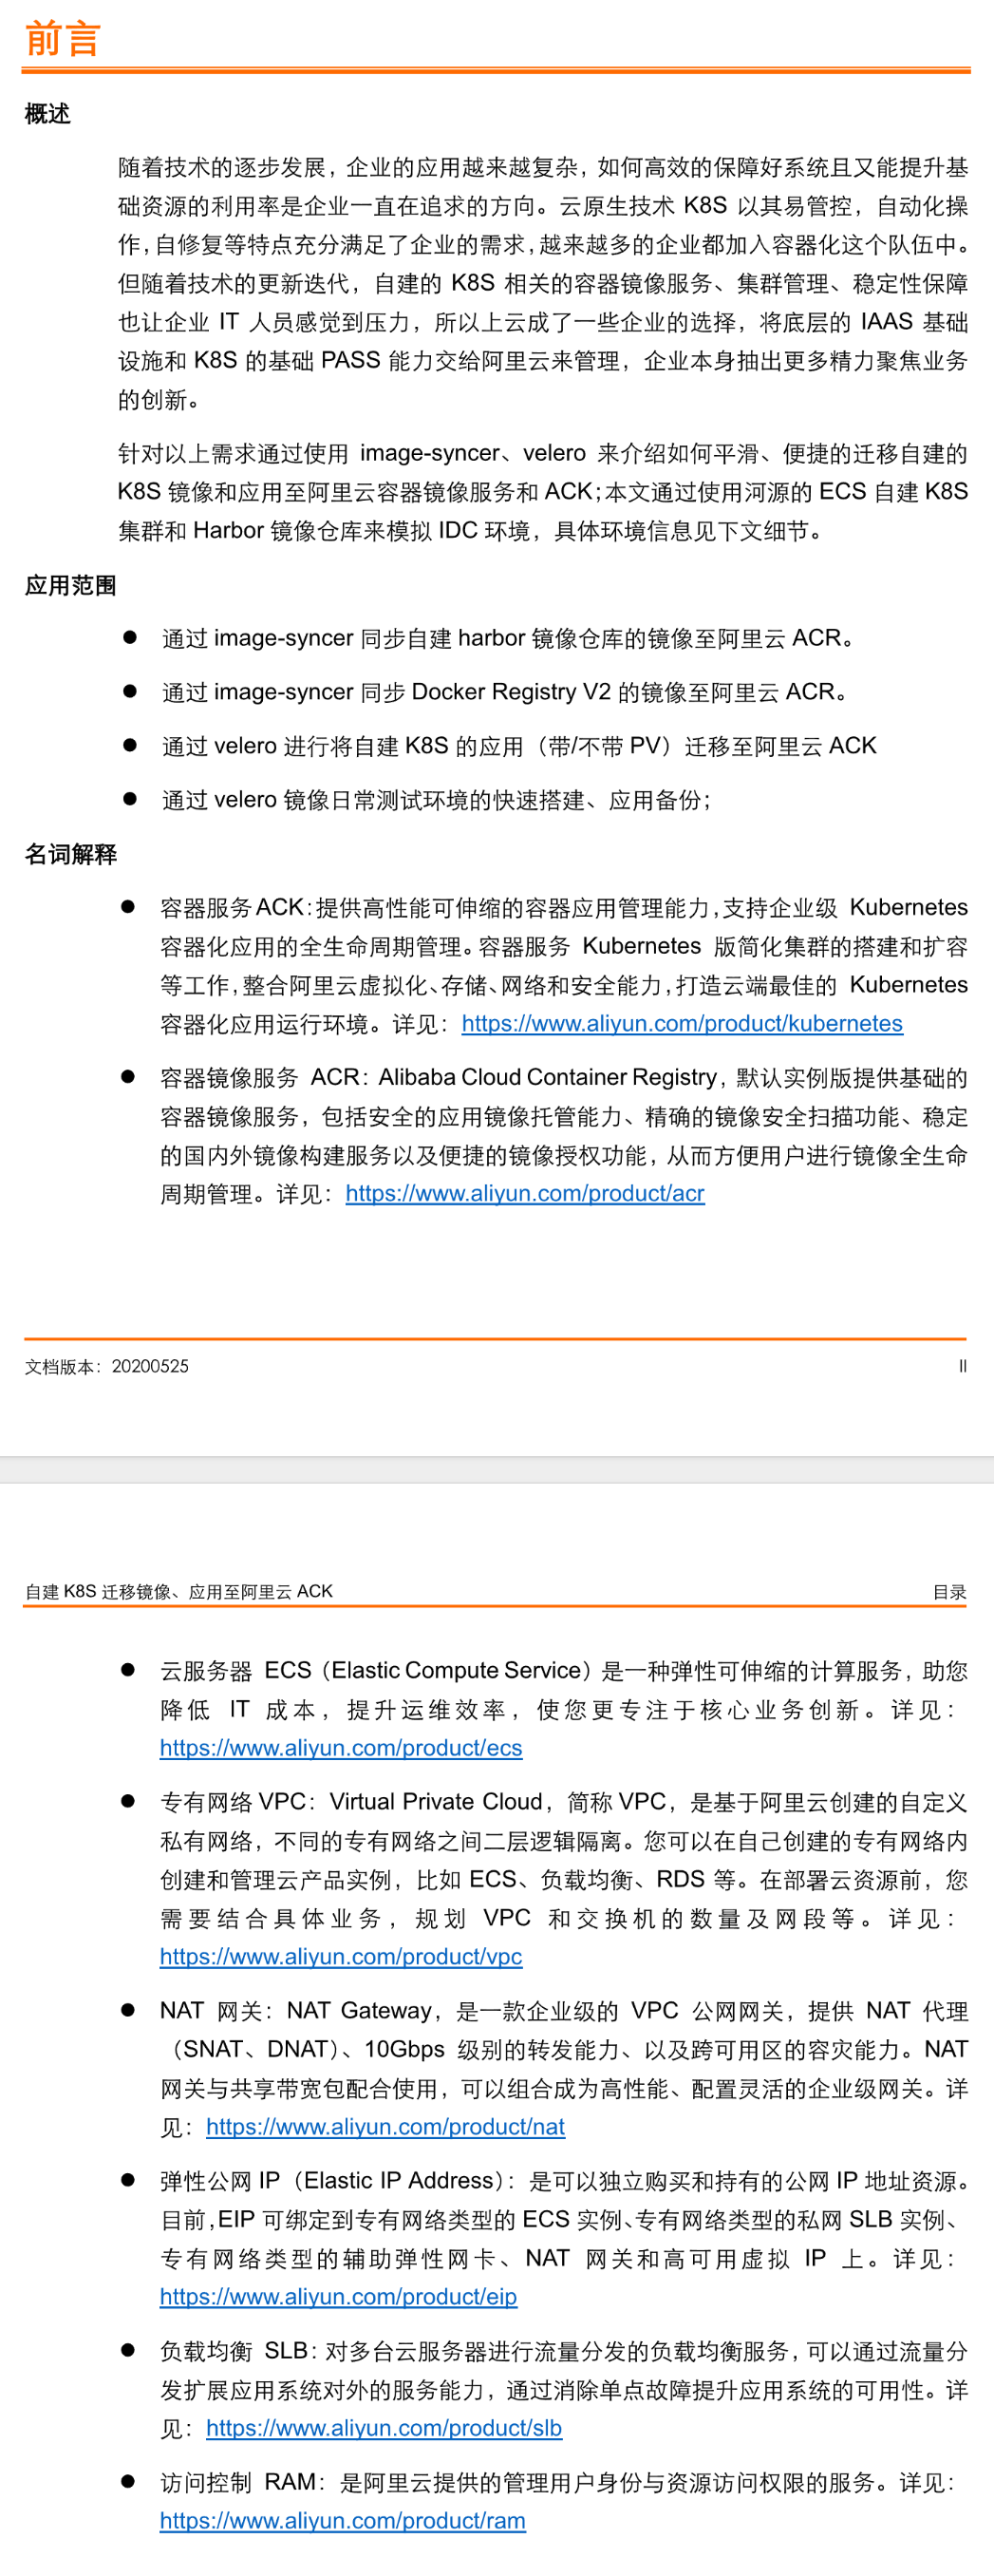 前言
概述
随着技术的逐步发展，企业的应用越来越复杂，如何高效的保障好系统且又能提升基
础资源的利用率是企业一直在追求的方向。云原生技术 K8S 以其易管控，自动化操
作，自修复等特点充分满足了企业的需求，越来越多的企业都加入容器化这个队伍中。
但随着技术的更新迭代，自建的 K8S 相关的容器镜像服务、集群管理、稳定性保障
也让企业 IT 人员感觉到压力，所以上云成了一些企业的选择，将底层的 IAAS 基础
设施和 K8S 的基础 PASS 能力交给阿里云来管理，企业本身抽出更多精力聚焦业务
的创新。
针对以上需求通过使用 image-syncer、velero 来介绍如何平滑、便捷的迁移自建的
K8S 镜像和应用至阿里云容器镜像服务和 ACK；本文通过使用河源的 ECS 自建 K8S
集群和 Harbor 镜像仓库来模拟 IDC 环境，具体环境信息见下文细节。
应用范围
● 通过 image-syncer 同步自建 harbor 镜像仓库的镜像至阿里云 ACR。
● 通过 image-syncer 同步 Docker Registry V2 的镜像至阿里云 ACR。
● 通过 velero 进行将自建 K8S 的应用（带/不带 PV）迁移至阿里云 ACK
● 通过 velero 镜像日常测试环境的快速搭建、应用备份；
名词解释
● 容器服务 ACK：提供高性能可伸缩的容器应用管理能力，支持企业级 Kubernetes
容器化应用的全生命周期管理。容器服务 Kubernetes 版简化集群的搭建和扩容
等工作，整合阿里云虚拟化、存储、网络和安全能力，打造云端最佳的 Kubernetes
容器化应用运行环境。详见：https://www.aliyun.com/product/kubernetes
● 容器镜像服务 ACR：Alibaba Cloud Container Registry，默认实例版提供基础的
容器镜像服务，包括安全的应用镜像托管能力、精确的镜像安全扫描功能、稳定
的国内外镜像构建服务以及便捷的镜像授权功能，从而方便用户进行镜像全生命
周期管理。详见：https://www.aliyun.com/product/acr
文档版本：20200525 II
自建 K8S 迁移镜像、应用至阿里云 ACK 目录
● 云服务器 ECS（Elastic Compute Service）是一种弹性可伸缩的计算服务，助您
降低 IT 成本，提升运维效率，使您更专注于核心业务创新。详见：
https://www.aliyun.com/product/ecs
● 专有网络 VPC：Virtual Private Cloud，简称 VPC，是基于阿里云创建的自定义
私有网络，不同的专有网络之间二层逻辑隔离。您可以在自己创建的专有网络内
创建和管理云产品实例，比如 ECS、负载均衡、RDS 等。在部署云资源前，您
需要结合具体业务，规划 VPC 和交换机的数量及网段等。详见：
https://www.aliyun.com/product/vpc
● NAT 网关：NAT Gateway，是一款企业级的 VPC 公网网关，提供 NAT 代理
（SNAT、DNAT）、10Gbps 级别的转发能力、以及跨可用区的容灾能力。NAT
网关与共享带宽包配合使用，可以组合成为高性能、配置灵活的企业级网关。详
见：https://www.aliyun.com/product/nat
● 弹性公网 IP（Elastic IP Address）：是可以独立购买和持有的公网 IP 地址资源。
目前，EIP 可绑定到专有网络类型的 ECS 实例、专有网络类型的私网 SLB 实例、
专有网络类型的辅助弹性网卡、NAT 网关和高可用虚拟 IP 上。详见：
https://www.aliyun.com/product/eip
● 负载均衡 SLB：对多台云服务器进行流量分发的负载均衡服务，可以通过流量分
发扩展应用系统对外的服务能力，通过消除单点故障提升应用系统的可用性。详
见：https://www.aliyun.com/product/slb
● 访问控制 RAM：是阿里云提供的管理用户身份与资源访问权限的服务。详见：
https://www.aliyun.com/product/ram